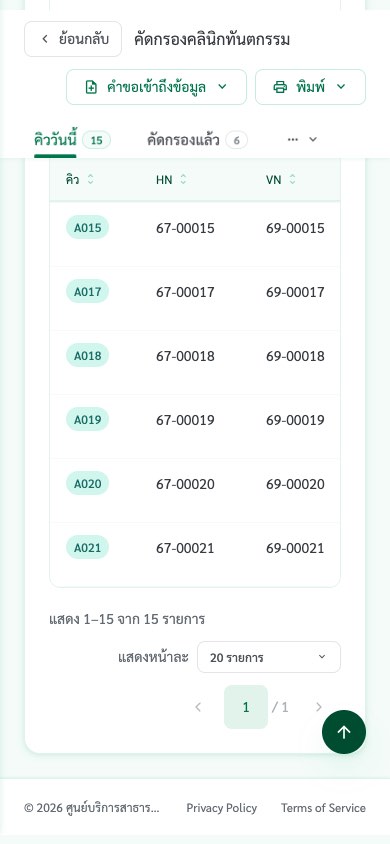 ย้อนกลับ คัดกรองคลินิกทันตกรรม
คำขอเข้าถึงข้อมูล พิมพ์
คิววันนี้ 15 คัดกรองแล้ว 6 ...
คิว HN VN
A015 67-00015 69-00015
A017 67-00017 69-00017
A018 67-00018 69-00018
A019 67-00019 69-00019
A020 67-00020 69-00020
A021 67-00021 69-00021
แสดง 1–15 จาก 15 รายการ
แสดงหน้าละ 20 รายการ
1 / 1
© 2026 ศูนย์บริการสาธาร... Privacy Policy Terms of Service